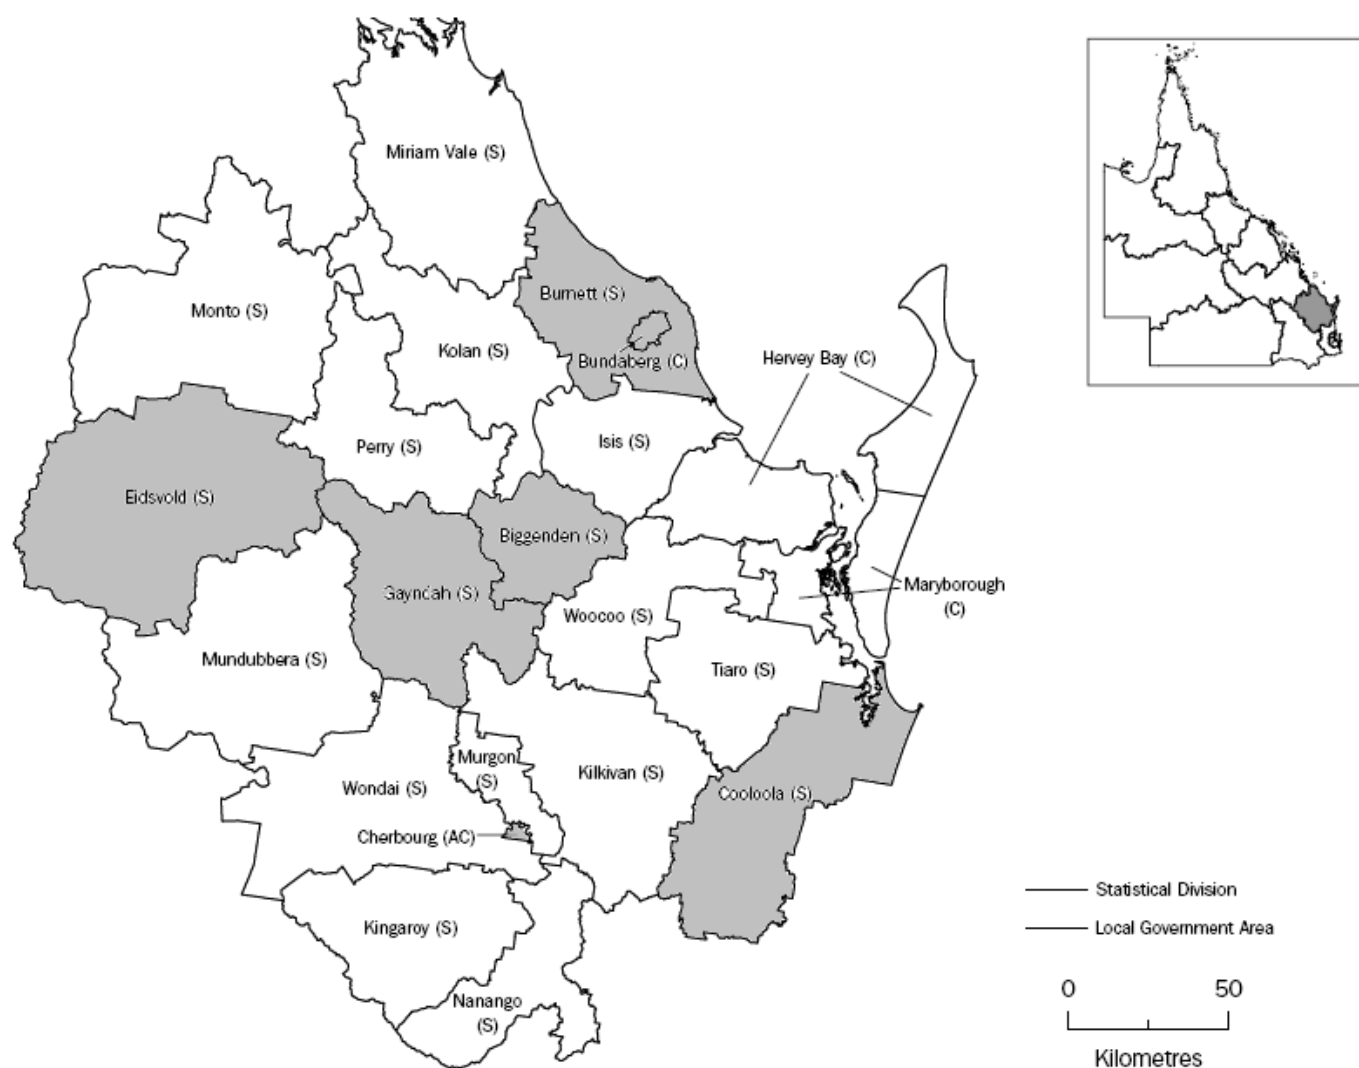 Miriam Vale (S)
Monto (S)
Burnett (S)
Kolan (S)
Bundaberg (C)
Hervey Bay (C)
Perry (S)
Isis (S)
Eidsvold (S)
Biggenden (S)
Gayndah (S)
Maryborough
(C)
Woocoo (S)
Mundubbera (S)
Tiaro (S)
Murgon
(S)
Kilkivan (S)
Wondai (S)
Cooloola (S)
Cherbourg (AC)
Kingaroy (S)
Nanango
(S)
Statistical Division
Local Government Area
0 50
Kilometres